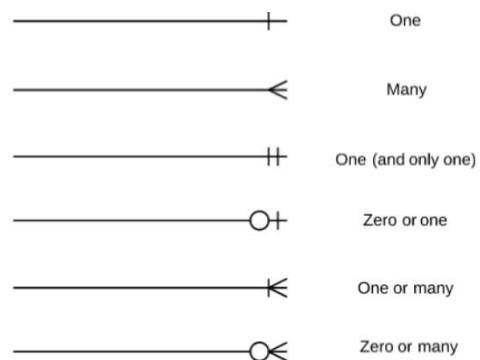 One
Many
One (and only one)
Zero or one
One or many
Zero or many